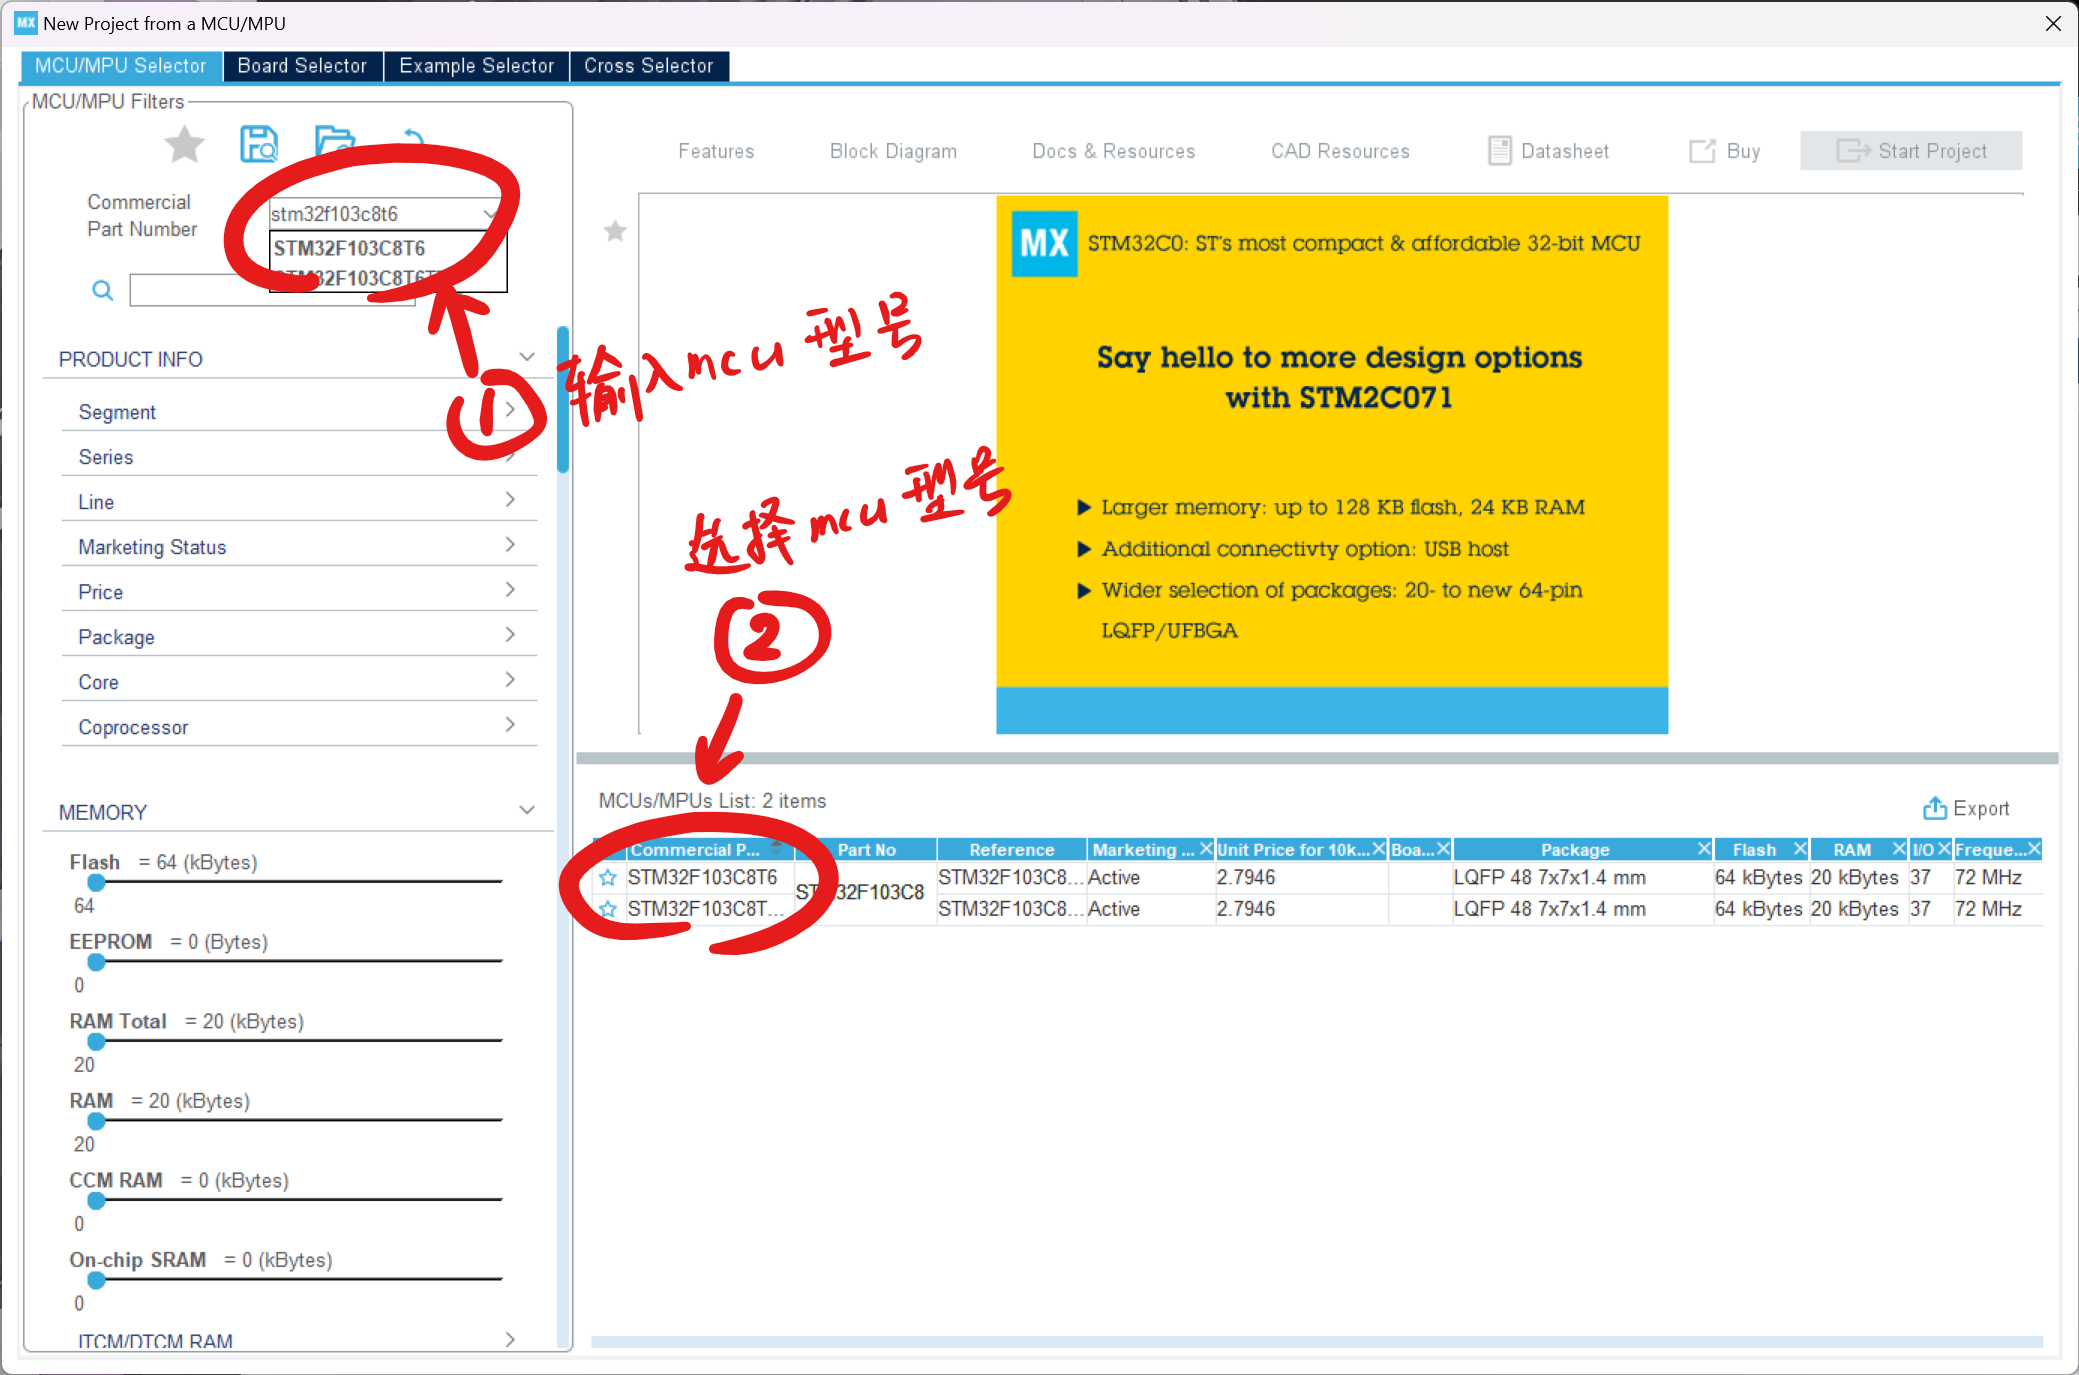 MX New Project from a MCU/MPU
MCU/MPU Selector Board Selector Example Selector Cross Selector
MCU/MPU Filters
Commercial
Part Number
stm32f103c8t6
STM32F103C8T6
STM32F103C8T6T
PRODUCT INFO
Segment
Series
Line
Marketing Status
Price
Package
Core
Coprocessor
MEMORY
Flash = 64 (kBytes)
64
EEPROM = 0 (Bytes)
0
RAM Total = 20 (kBytes)
20
RAM = 20 (kBytes)
20
CCM RAM = 0 (kBytes)
0
On-chip SRAM = 0 (kBytes)
0
ITCM/DTCM RAM
① 输入mcu型号
选择mcu型号
②
Features Block Diagram Docs & Resources CAD Resources Datasheet Buy Start Project
MX STM32C0: ST's most compact & affordable 32-bit MCU
Say hello to more design options
with STM2C071
Larger memory: up to 128 KB flash, 24 KB RAM
Additional connectivty option: USB host
Wider selection of packages: 20- to new 64-pin
LQFP/UFBGA
MCUs/MPUs List: 2 items
Export
Commercial P... Part No Reference Marketing ... Unit Price for 10k... Boa... Package Flash RAM I/O Freque...
STM32F103C8T6 STM32F103C8 STM32F103C8... Active 2.7946 LQFP 48 7x7x1.4 mm 64 kBytes 20 kBytes 37 72 MHz
STM32F103C8T... STM32F103C8... Active 2.7946 LQFP 48 7x7x1.4 mm 64 kBytes 20 kBytes 37 72 MHz